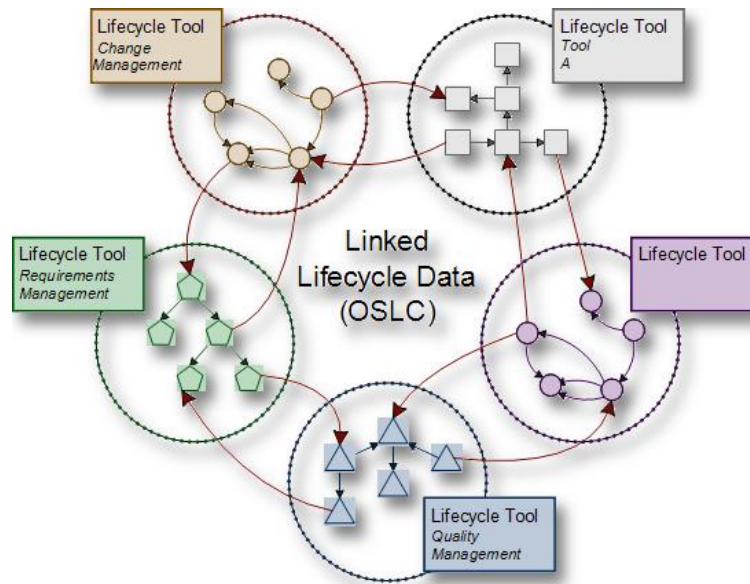 Lifecycle Tool
Change
Management
Lifecycle Tool
Tool
A
Linked
Lifecycle Data
(OSLC)
Lifecycle Tool
Requirements
Management
Lifecycle Tool
Lifecycle Tool
Quality
Management